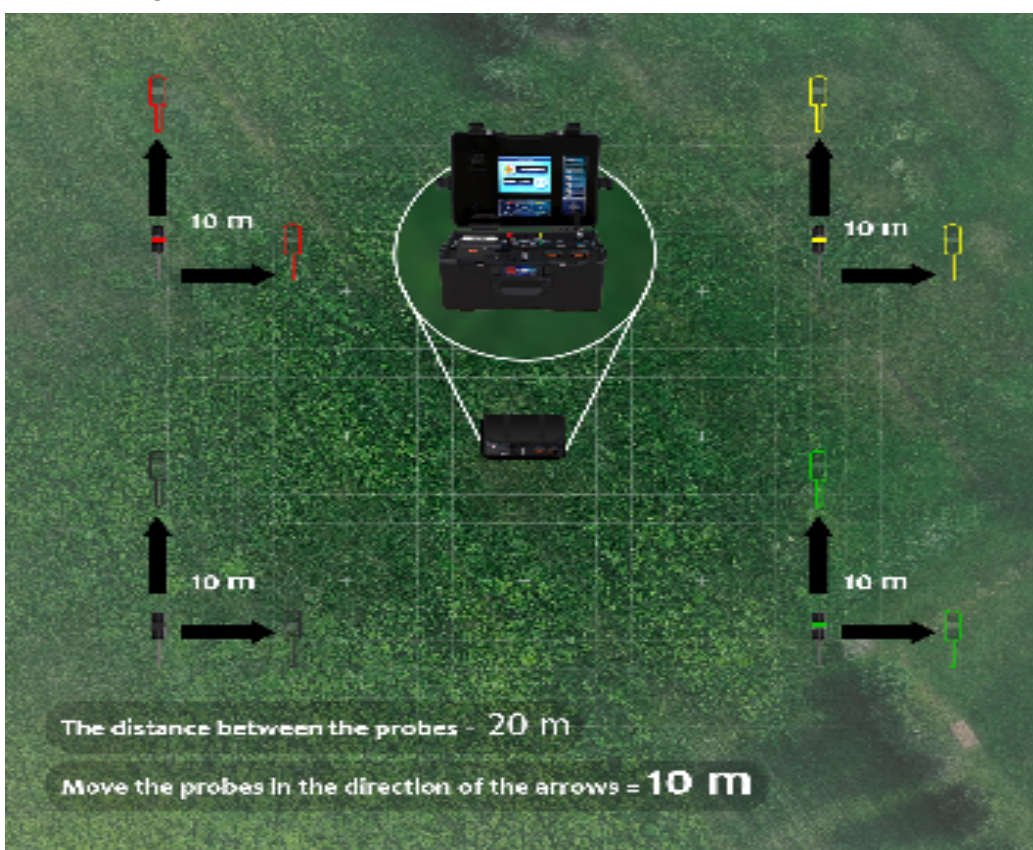 10 m
10 m
10 m
10 m
The distance between the probes - 20 m
Move the probes in the direction of the arrows = 10 m